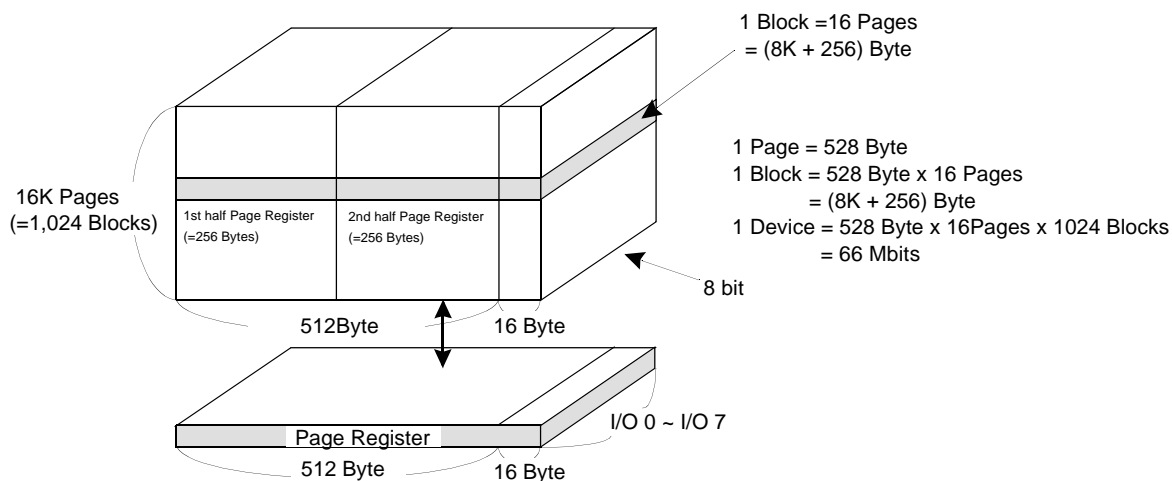 1 Block =16 Pages
= (8K + 256) Byte
1 Page = 528 Byte
1 Block = 528 Byte x 16 Pages
= (8K + 256) Byte
1 Device = 528 Byte x 16Pages x 1024 Blocks
= 66 Mbits
16K Pages
(=1,024 Blocks)
1st half Page Register
(=256 Bytes)
2nd half Page Register
(=256 Bytes)
8 bit
512Byte
16 Byte
I/O 0 ~ I/O 7
Page Register
512 Byte
16 Byte